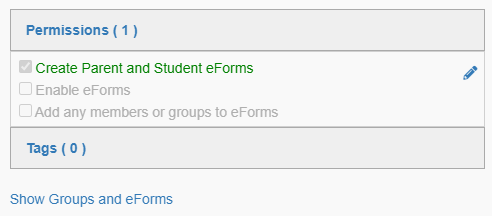 Permissions ( 1 )
Create Parent and Student eForms
Enable eForms
Add any members or groups to eForms
Tags ( 0 )
Show Groups and eForms